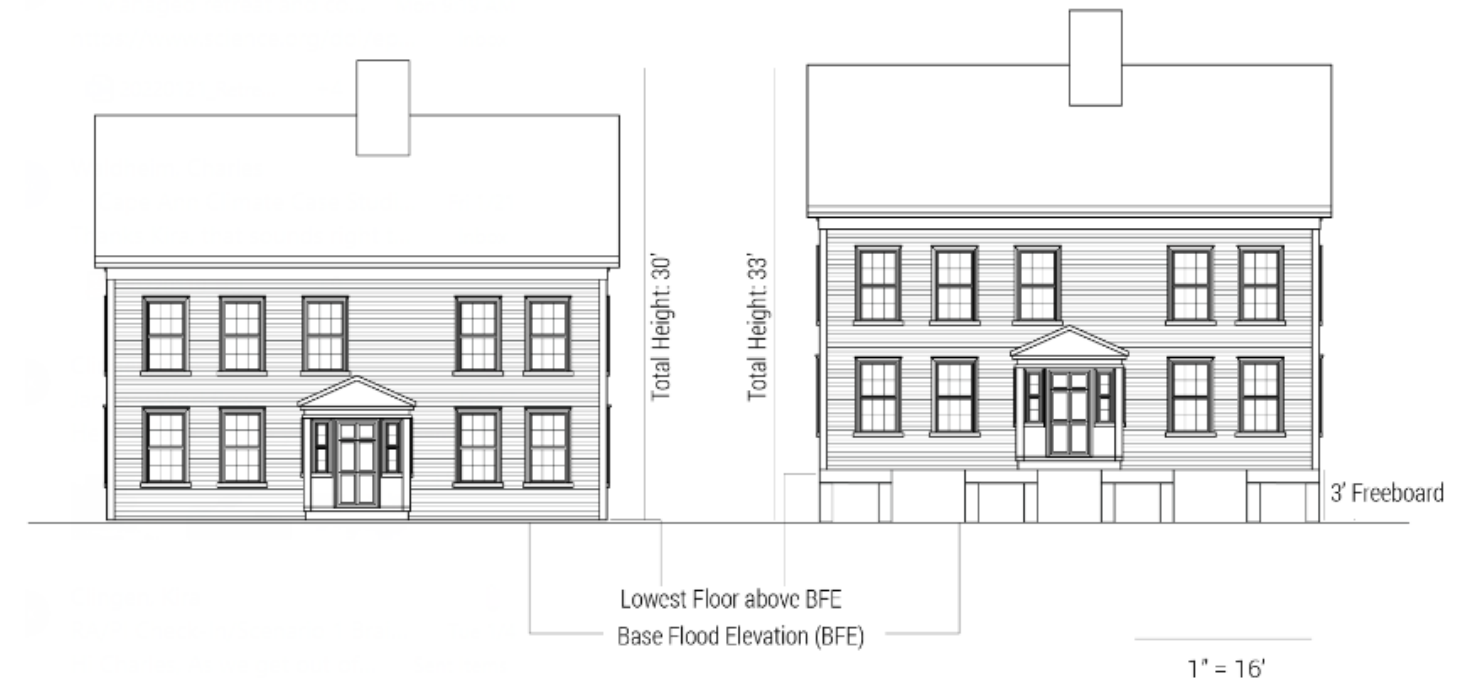 Total Height: 30'
Total Height: 33'
3' Freeboard
Lowest Floor above BFE
Base Flood Elevation (BFE)
1" = 16'